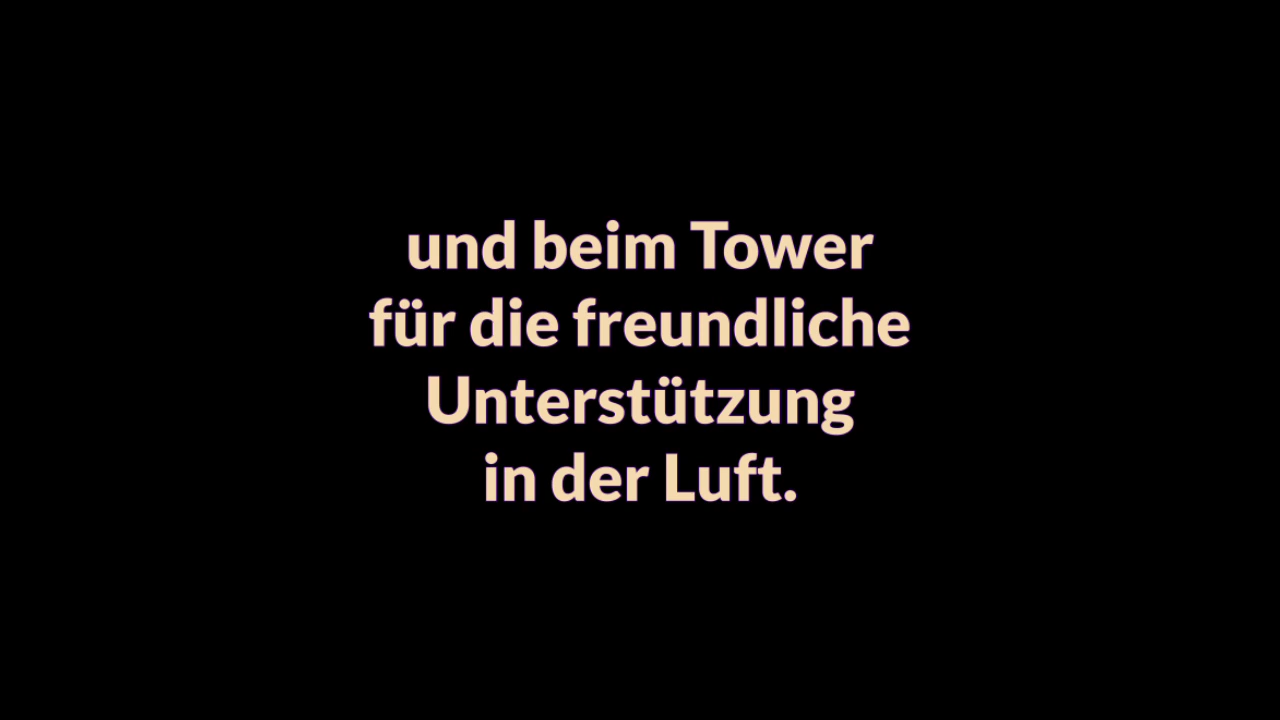 und beim Tower
für die freundliche
Unterstützung
in der Luft.